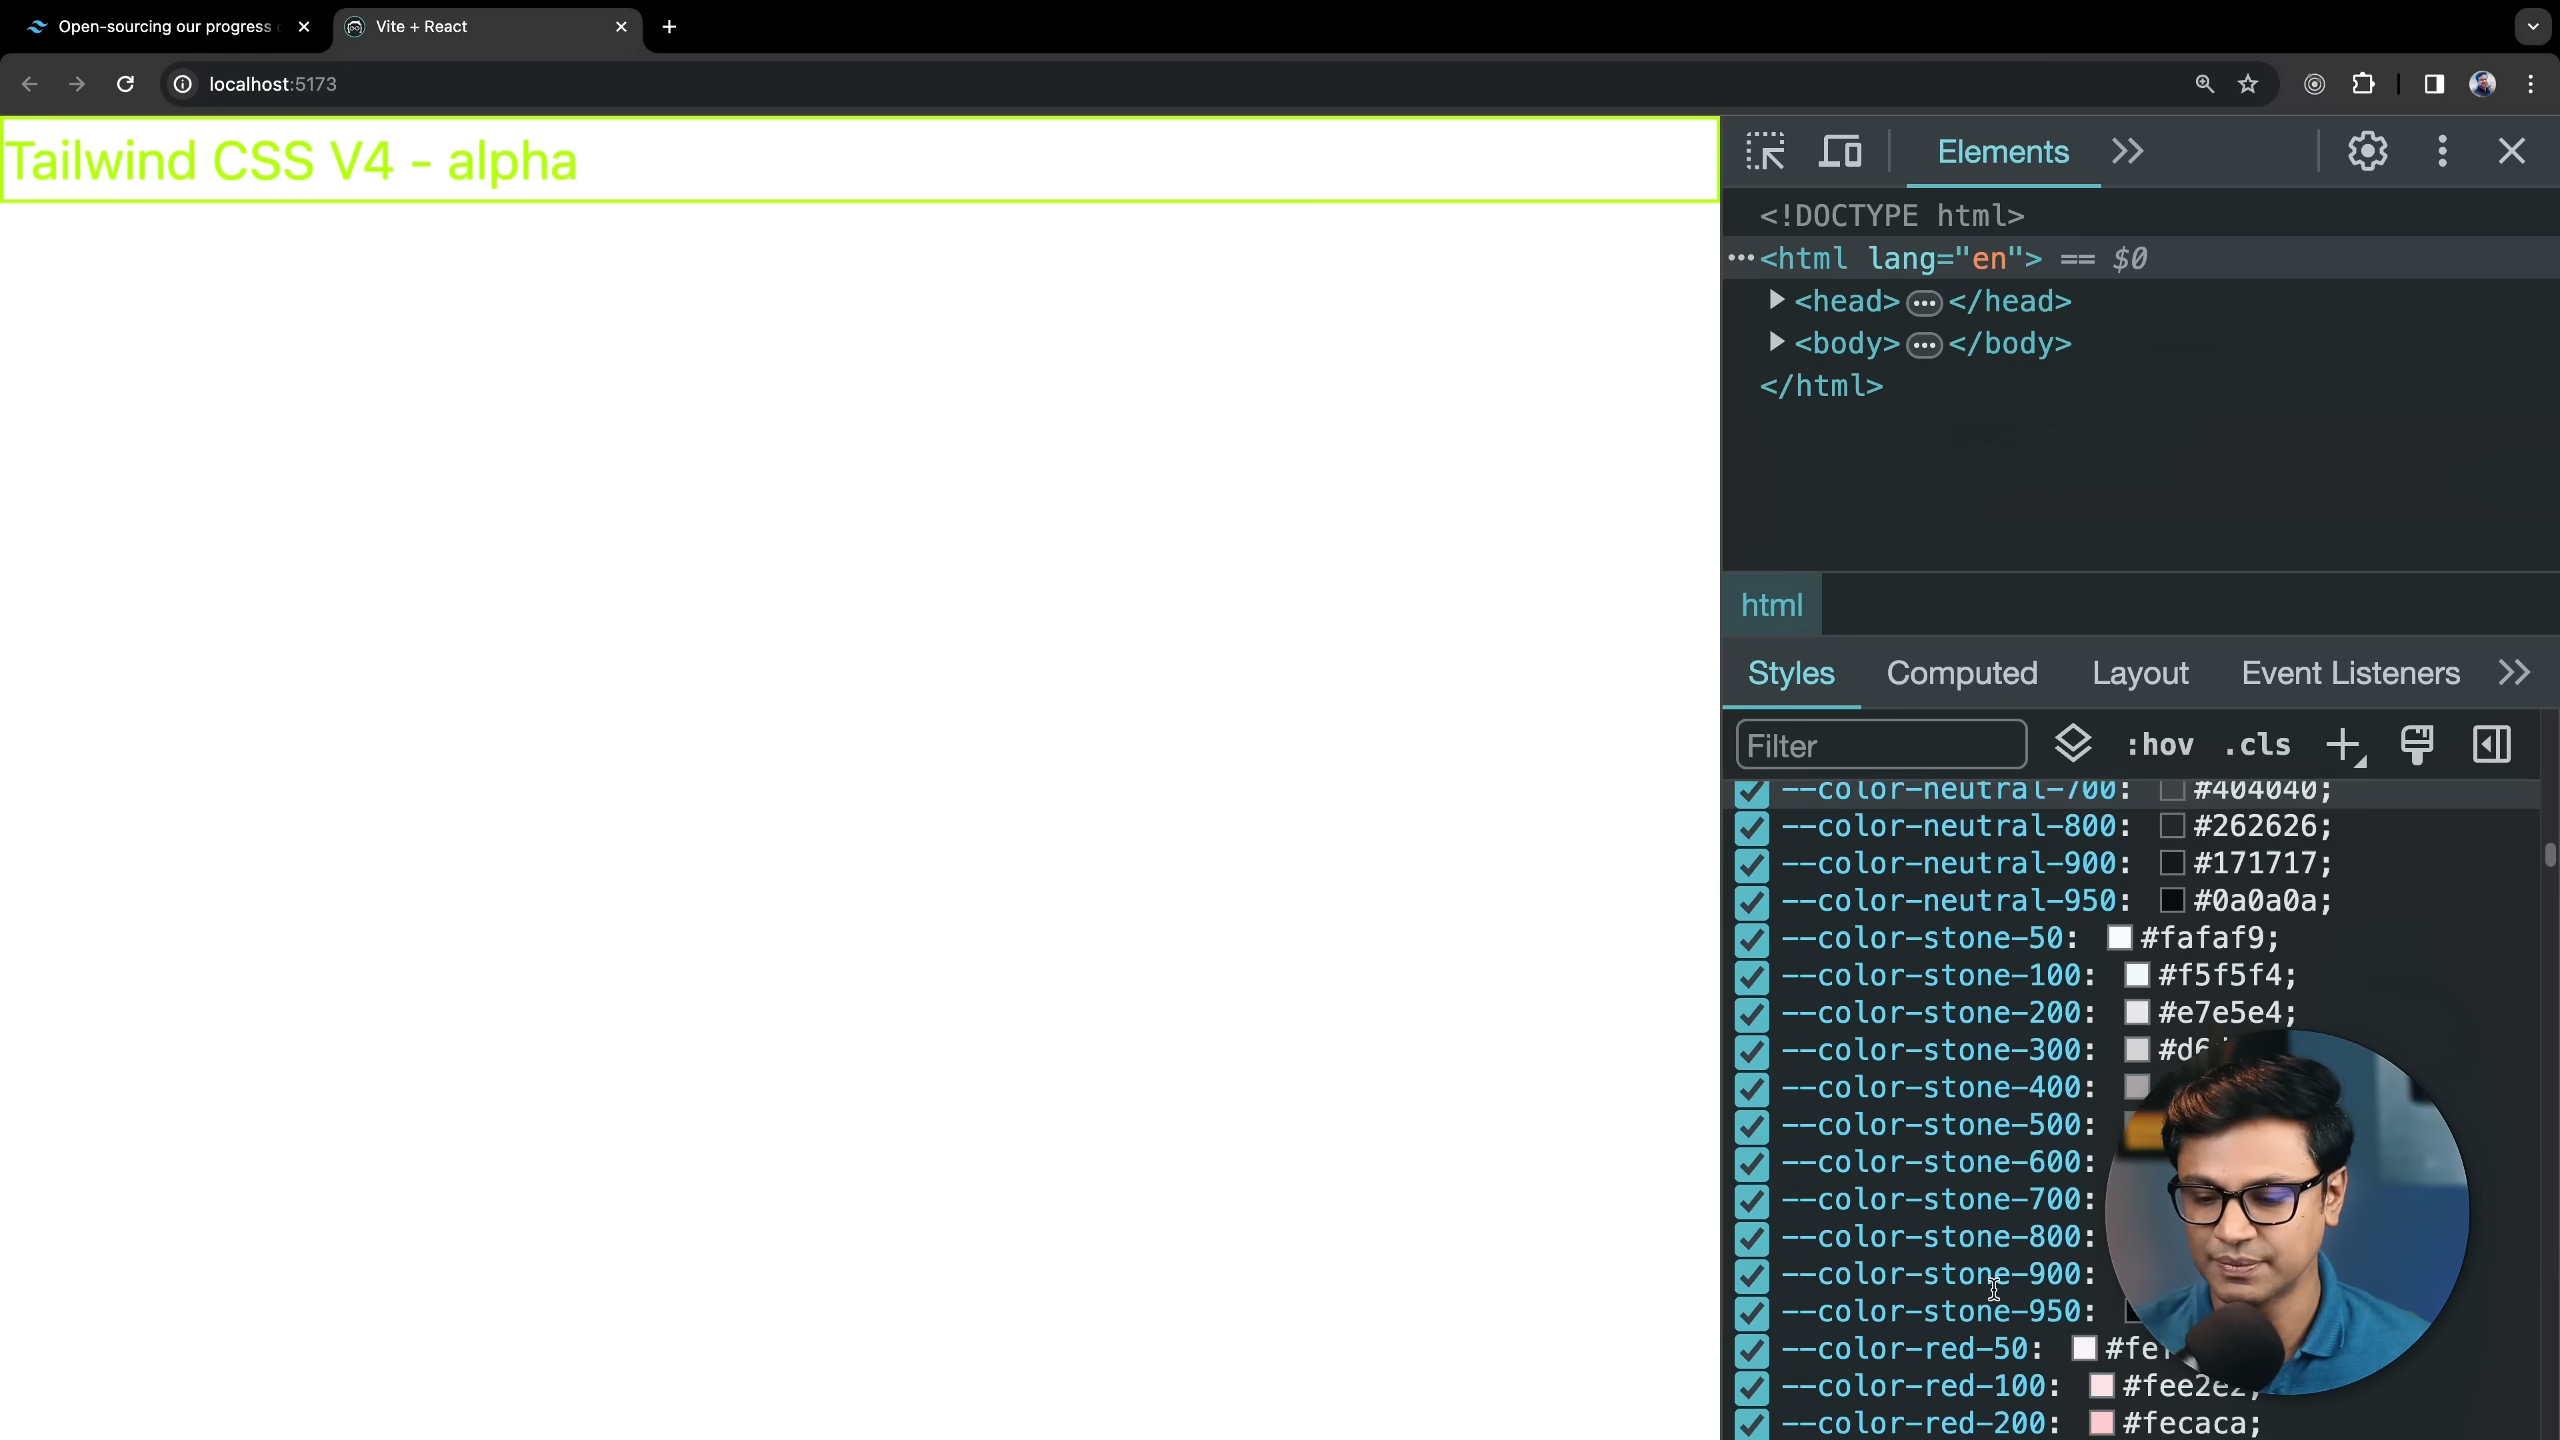 Open-sourcing our progress
Vite + React
localhost:5173
Tailwind CSS V4 - alpha
Elements
<!DOCTYPE html>
<html lang="en"> == $0
<head> </head>
<body> </body>
</html>
html
Styles Computed Layout Event Listeners
Filter :hov .cls
--color-neutral-700: #404040;
--color-neutral-800: #262626;
--color-neutral-900: #171717;
--color-neutral-950: #0a0a0a;
--color-stone-50: #fafaf9;
--color-stone-100: #f5f5f4;
--color-stone-200: #e7e5e4;
--color-stone-300:
--color-stone-400:
--color-stone-500:
--color-stone-600:
--color-stone-700:
--color-stone-800:
--color-stone-900:
--color-stone-950:
--color-red-50:
--color-red-100: #fee2e2;
--color-red-200: #fecaca;